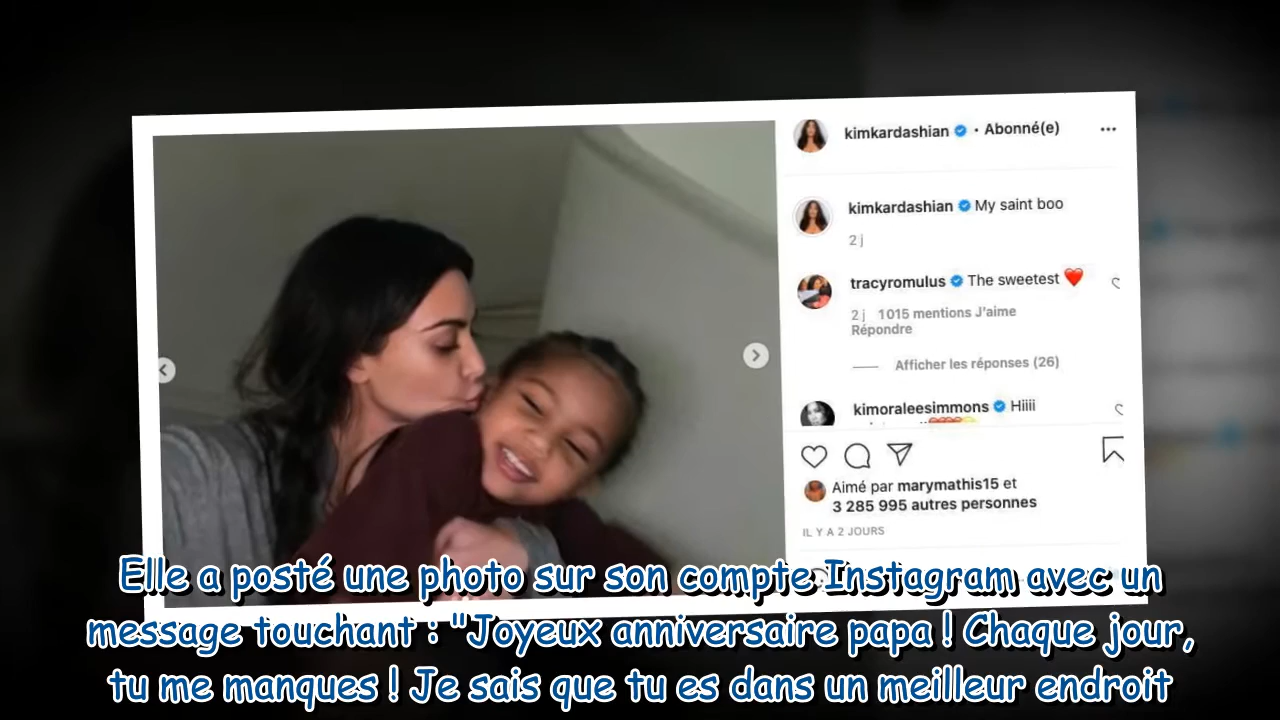 kimkardashian • Abonné(e)
kimkardashian My saint boo
2 j
tracyromulus The sweetest ❤️
2 j 1 015 mentions J'aime
Répondre
Afficher les réponses (26)
kimoraleesimmons Hiiii
Aimé par marymathis15 et
3 285 995 autres personnes
IL Y A 2 JOURS
Elle a posté une photo sur son compte Instagram avec un
message touchant : "Joyeux anniversaire papa ! Chaque jour,
tu me manques ! Je sais que tu es dans un meilleur endroit